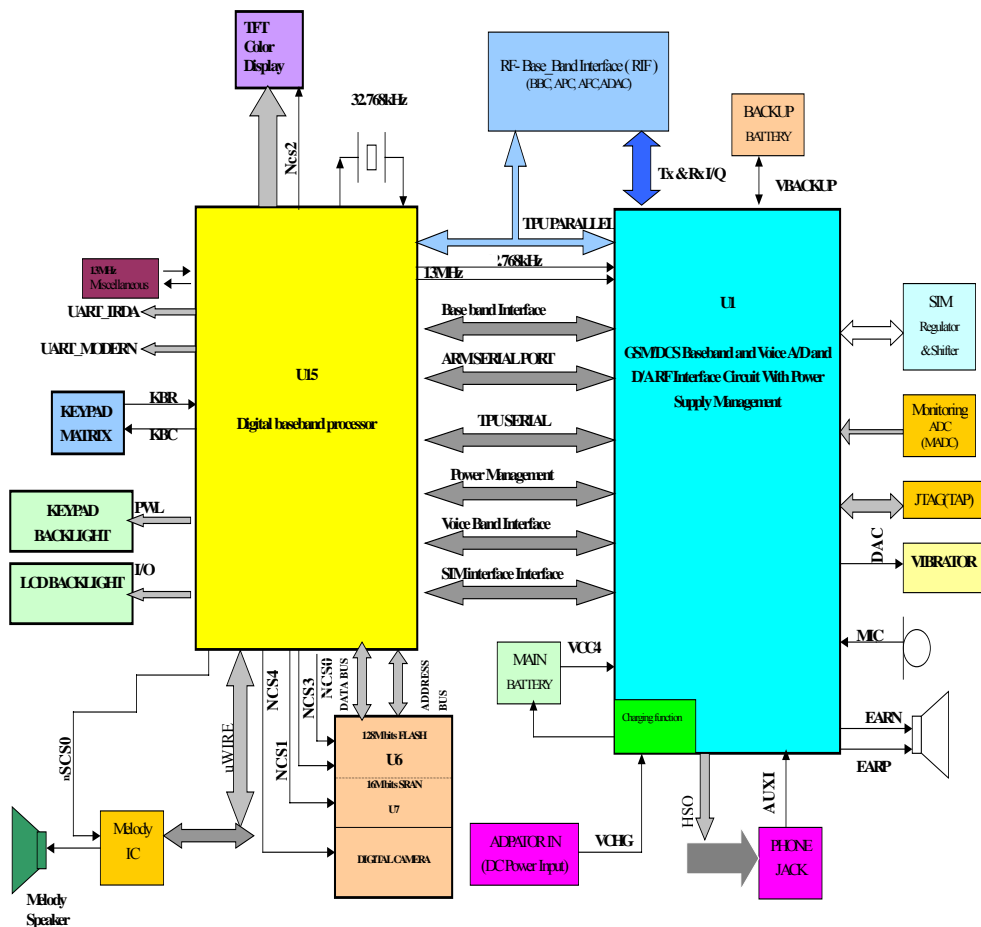 TFT
Color
Display
Ncs2
32.768kHz
RF- Base_Band Interface ( RIF )
(BBC, APC, AFC,ADAC)
BACKUP
BATTERY
Tx & Rx I/Q
VBACKUP
TPU PARALLEL
2.768kHz
13MHz
13MHz
Miscellaneous
UART_IRDA
UART_MODERN
KEYPAD
MATRIX
KBR
KBC
KEYPAD
BACKLIGHT
PWL
LCD BACKLIGHT
I/O
U15
Digital baseband processor
Base band Interface
ARM SERIAL PORT
TPU SERIAL
Power Management
Voice Band Interface
SIM interface Interface
U1
GSM/DCS Baseband and Voice A/D and
D/A RF Interface Circuit With Power
Supply Management
SIM
Regulator
& Shifter
Monitoring
ADC
(MADC)
JTAG(TAP)
DAC
VIBRATOR
MIC
EARN
EARP
MAIN
BATTERY
VCC4
Charging function
nSCS0
uWIRE
NCS4
NCS1
NCS3
NCS0
DATA BUS
ADDRESS
BUS
128Mbits FLASH
U6
16Mbits SRAN
U7
DIGITAL CAMERA
Melody
IC
Melody
Speaker
ADPATOR IN
(DC Power Input)
VCHG
HSO
AUXI
PHONE
JACK